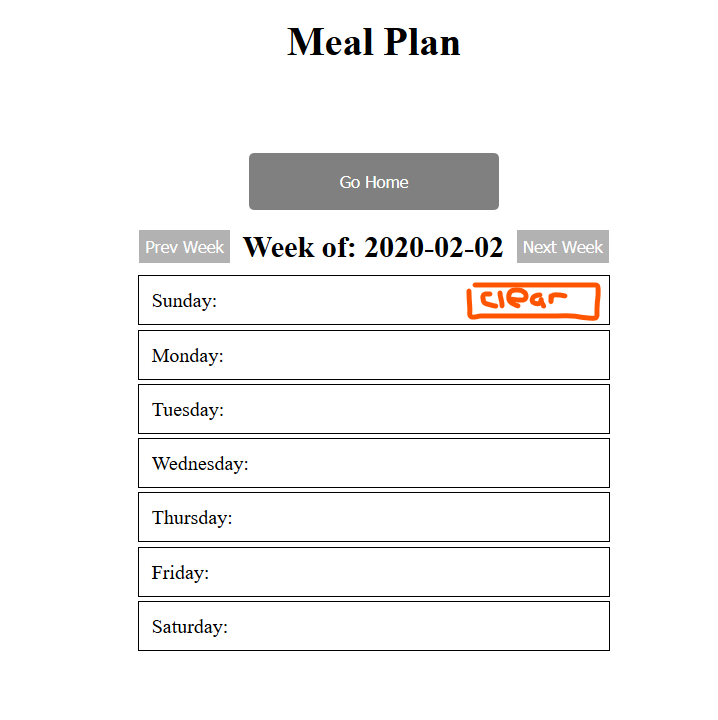 Meal Plan
Go Home
Prev Week Week of: 2020-02-02 Next Week
Sunday: clear
Monday:
Tuesday:
Wednesday:
Thursday:
Friday:
Saturday: